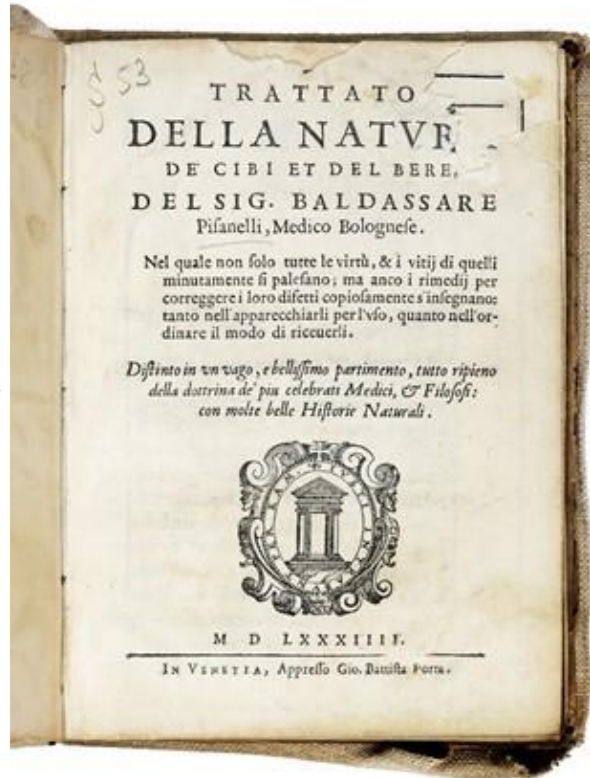 53
TRATTATO
DELLA NATVR
DE' CIBI ET DEL BERE,
DEL SIG. BALDASSARE
Piſanelli, Medico Bologneſe.
Nel quale non ſolo tutte le virtù, & i vitij di quelli
minutamente ſi paleſano; ma anco i rimedij per
correggere i loro difetti copioſamente s'inſegnano:
tanto nell'apparecchiarli per l'vſo, quanto nell'or-
dinare il modo di riceuerli.
Diſtinto in vn vago, e belliſſimo partimento, tutto ripieno
della dottrina de' piu celebrati Medici, & Filoſofi:
con molte belle Hiſtorie Naturali.
M D LXXXIIII.
IN VENETIA, Appreſſo Gio. Battiſta Porta.